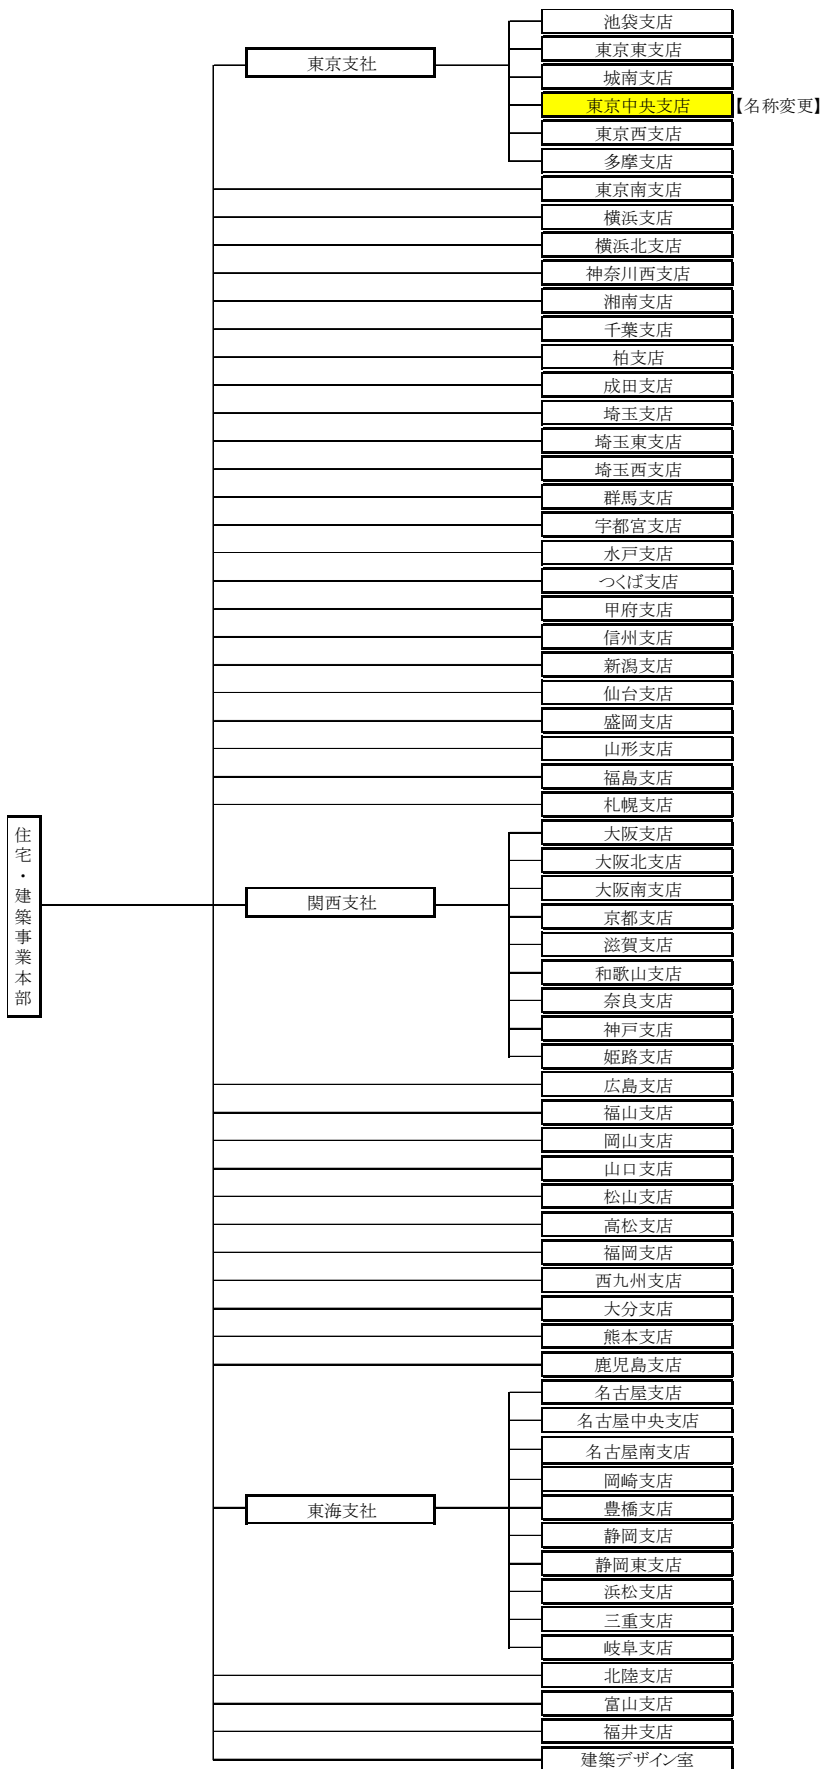 池袋支店
東京東支店
東京支社
城南支店
東京中央支店 【名称変更】
東京西支店
多摩支店
東京南支店
横浜支店
横浜北支店
神奈川西支店
湘南支店
千葉支店
柏支店
成田支店
埼玉支店
埼玉東支店
埼玉西支店
群馬支店
宇都宮支店
水戸支店
つくば支店
甲府支店
信州支店
新潟支店
仙台支店
盛岡支店
山形支店
福島支店
札幌支店
住宅・建築事業本部
大阪支店
大阪北支店
大阪南支店
関西支社
京都支店
滋賀支店
和歌山支店
奈良支店
神戸支店
姫路支店
広島支店
福山支店
岡山支店
山口支店
松山支店
高松支店
福岡支店
西九州支店
大分支店
熊本支店
鹿児島支店
名古屋支店
名古屋中央支店
名古屋南支店
岡崎支店
東海支社
豊橋支店
静岡支店
静岡東支店
浜松支店
三重支店
岐阜支店
北陸支店
富山支店
福井支店
建築デザイン室